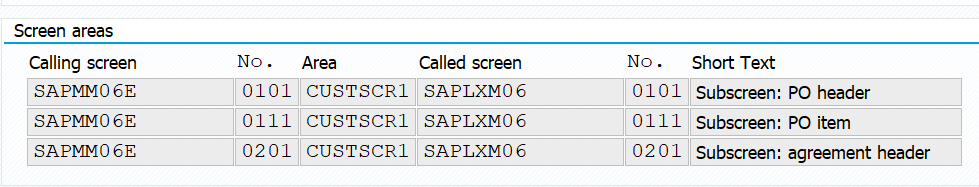 Screen areas
Calling screen No. Area Called screen No. Short Text
SAPMM06E 0101 CUSTSCR1 SAPLXM06 0101 Subscreen: PO header
SAPMM06E 0111 CUSTSCR1 SAPLXM06 0111 Subscreen: PO item
SAPMM06E 0201 CUSTSCR1 SAPLXM06 0201 Subscreen: agreement header